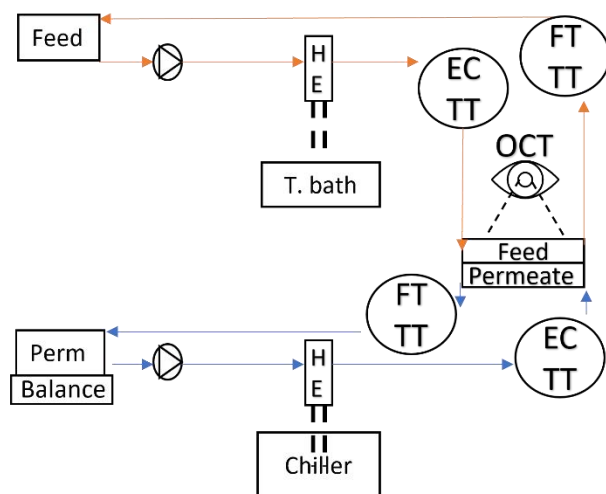 Feed
H
E
EC
TT
FT
TT
OCT
T. bath
Feed
Permeate
FT
TT
Perm
Balance
H
E
EC
TT
Chiller